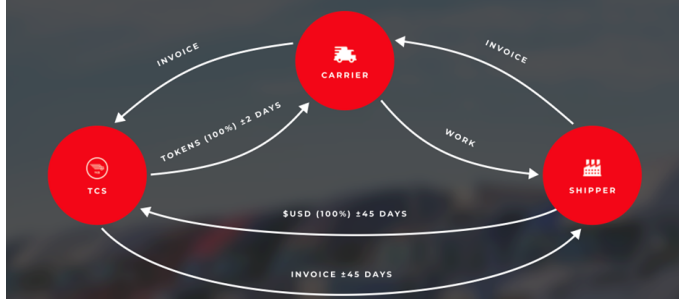 INVOICE
INVOICE
CARRIER
TOKENS (100%) ±2 DAYS
WORK
TCS
SHIPPER
$USD (100%) ±45 DAYS
INVOICE ±45 DAYS